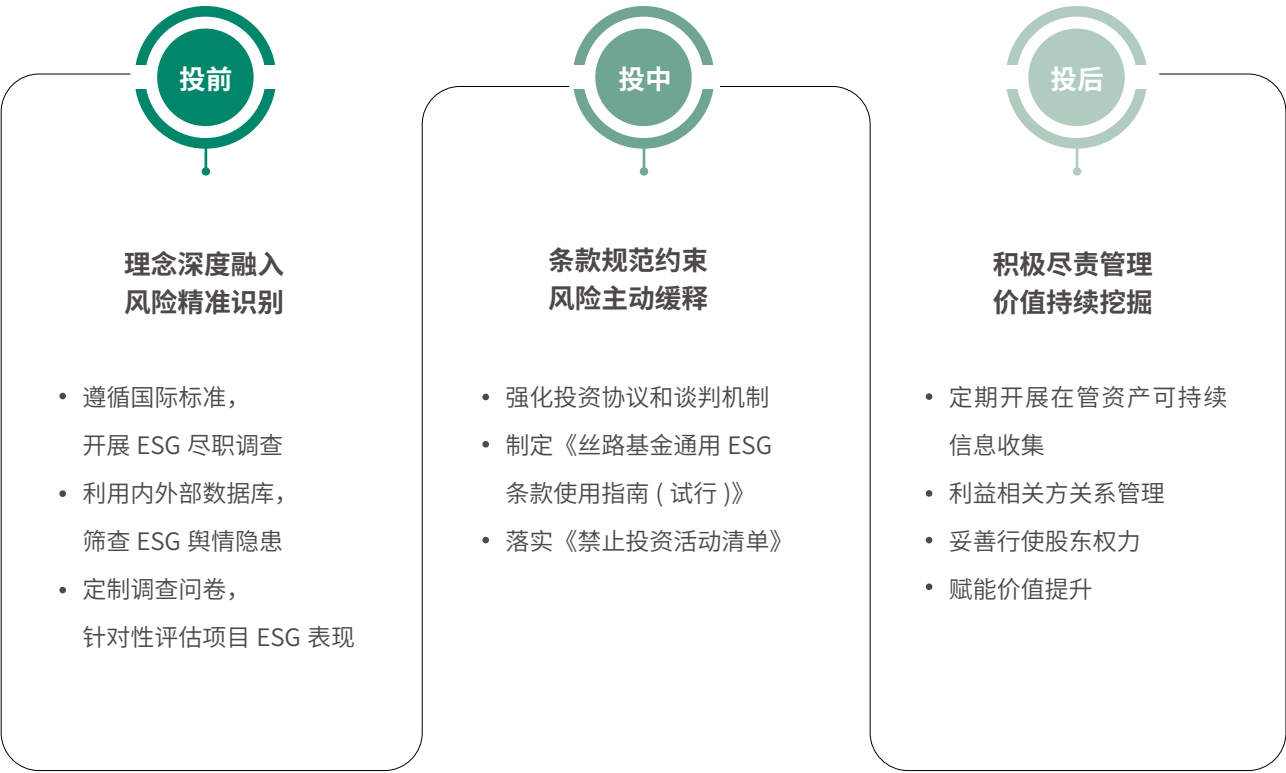 投前
理念深度融入
风险精准识别
遵循国际标准，
开展 ESG 尽职调查
利用内外部数据库，
筛查 ESG 舆情隐患
定制调查问卷，
针对性评估项目 ESG 表现
投中
条款规范约束
风险主动缓释
强化投资协议和谈判机制
制定《丝路基金通用 ESG
条款使用指南 ( 试行 )》
落实《禁止投资活动清单》
投后
积极尽责管理
价值持续挖掘
定期开展在管资产可持续
信息收集
利益相关方关系管理
妥善行使股东权力
赋能价值提升